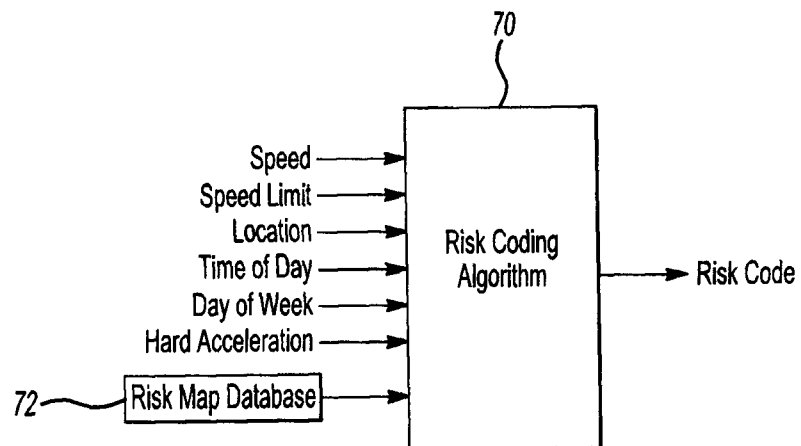 70
Speed
Speed Limit
Location
Time of Day
Day of Week
Hard Acceleration
72
Risk Map Database
Risk Coding
Algorithm
Risk Code